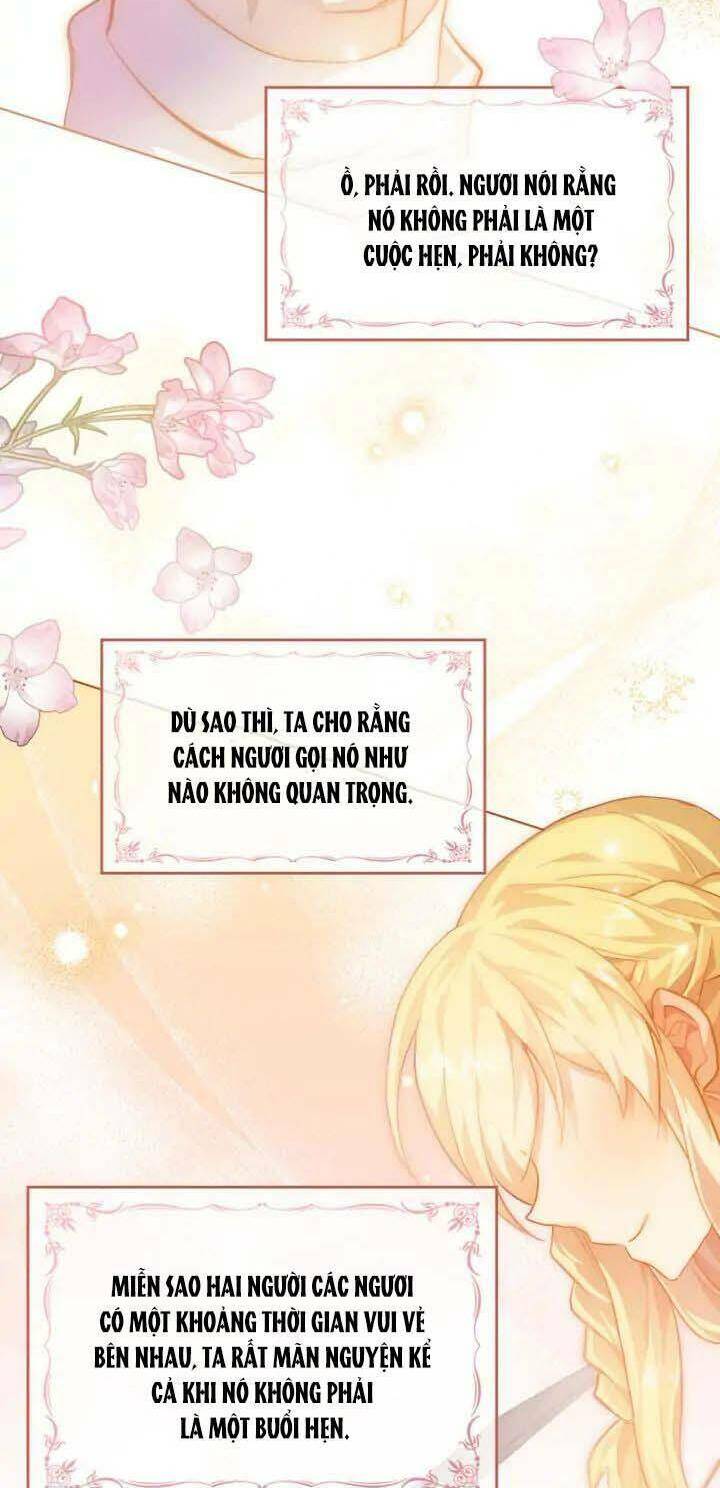 Ồ, PHẢI RỒI. NGƯƠI NÓI RẰNG
NÓ KHÔNG PHẢI LÀ MỘT
CUỘC HẸN, PHẢI KHÔNG?
DÙ SAO THÌ, TA CHO RẰNG
CÁCH NGƯƠI GỌI NÓ NHƯ
NÀO KHÔNG QUAN TRỌNG.
MIỄN SAO HAI NGƯỜI CÁC NGƯƠI
CÓ MỘT KHOẢNG THỜI GIAN VUI VẺ
BÊN NHAU, TA RẤT MÃN NGUYỆN KỂ
CẢ KHI NÓ KHÔNG PHẢI
LÀ MỘT BUỔI HẸN.